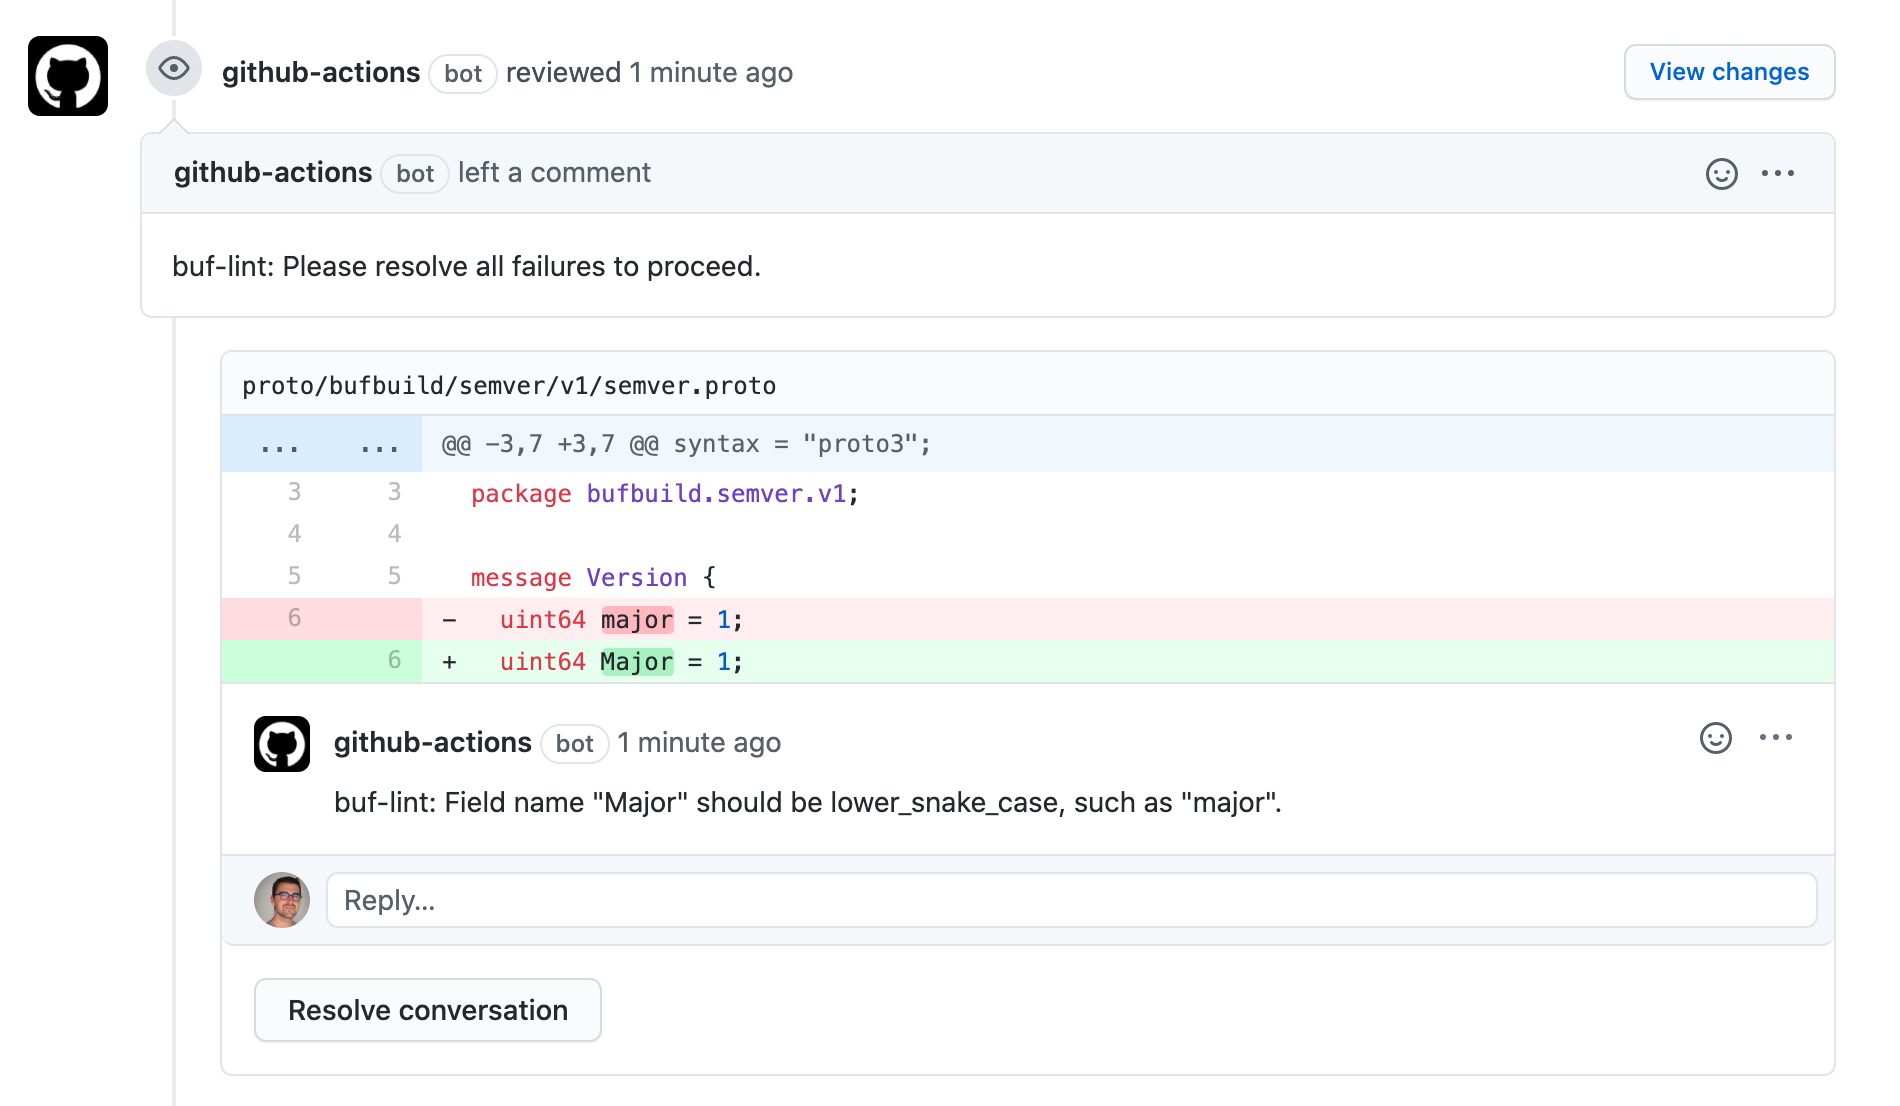 github-actions bot reviewed 1 minute ago
View changes
github-actions bot left a comment
buf-lint: Please resolve all failures to proceed.
proto/bufbuild/semver/v1/semver.proto
... ... @@ -3,7 +3,7 @@ syntax = "proto3";
3 3 package bufbuild.semver.v1;
4 4
5 5 message Version {
6 - uint64 major = 1;
6 + uint64 Major = 1;
github-actions bot 1 minute ago
buf-lint: Field name "Major" should be lower_snake_case, such as "major".
Reply...
Resolve conversation